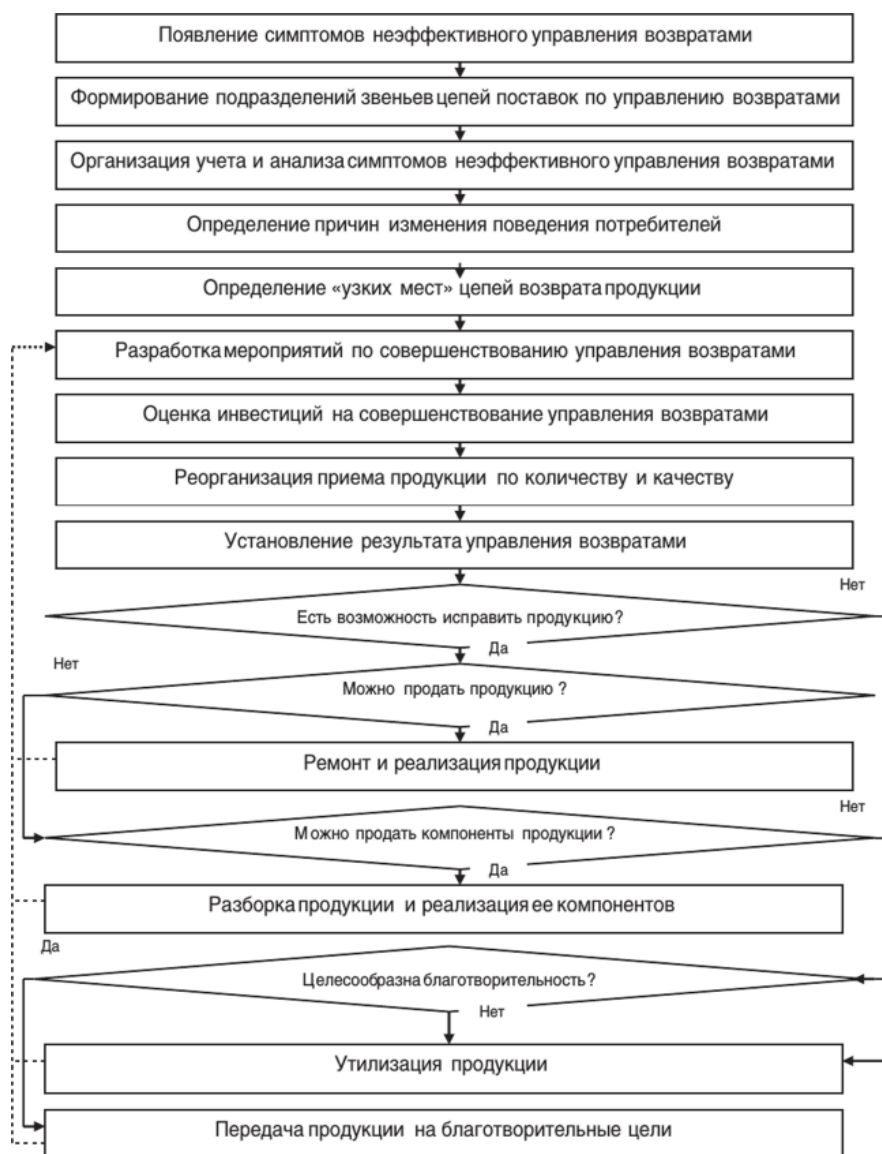 Появление симптомов неэффективного управления возвратами
Формирование подразделений звеньев цепей поставок по управлению возвратами
Организация учета и анализа симптомов неэффективного управления возвратами
Определение причин изменения поведения потребителей
Определение «узких мест» цепей возврата продукции
Разработка мероприятий по совершенствованию управления возвратами
Оценка инвестиций на совершенствование управления возвратами
Реорганизация приема продукции по количеству и качеству
Установление результата управления возвратами
Нет
Есть возможность исправить продукцию?
Да
Нет
Можно продать продукцию ?
Да
Ремонт и реализация продукции
Нет
Можно продать компоненты продукции ?
Да
Разборка продукции и реализация ее компонентов
Да
Целесообразна благотворительность?
Нет
Утилизация продукции
Передача продукции на благотворительные цели